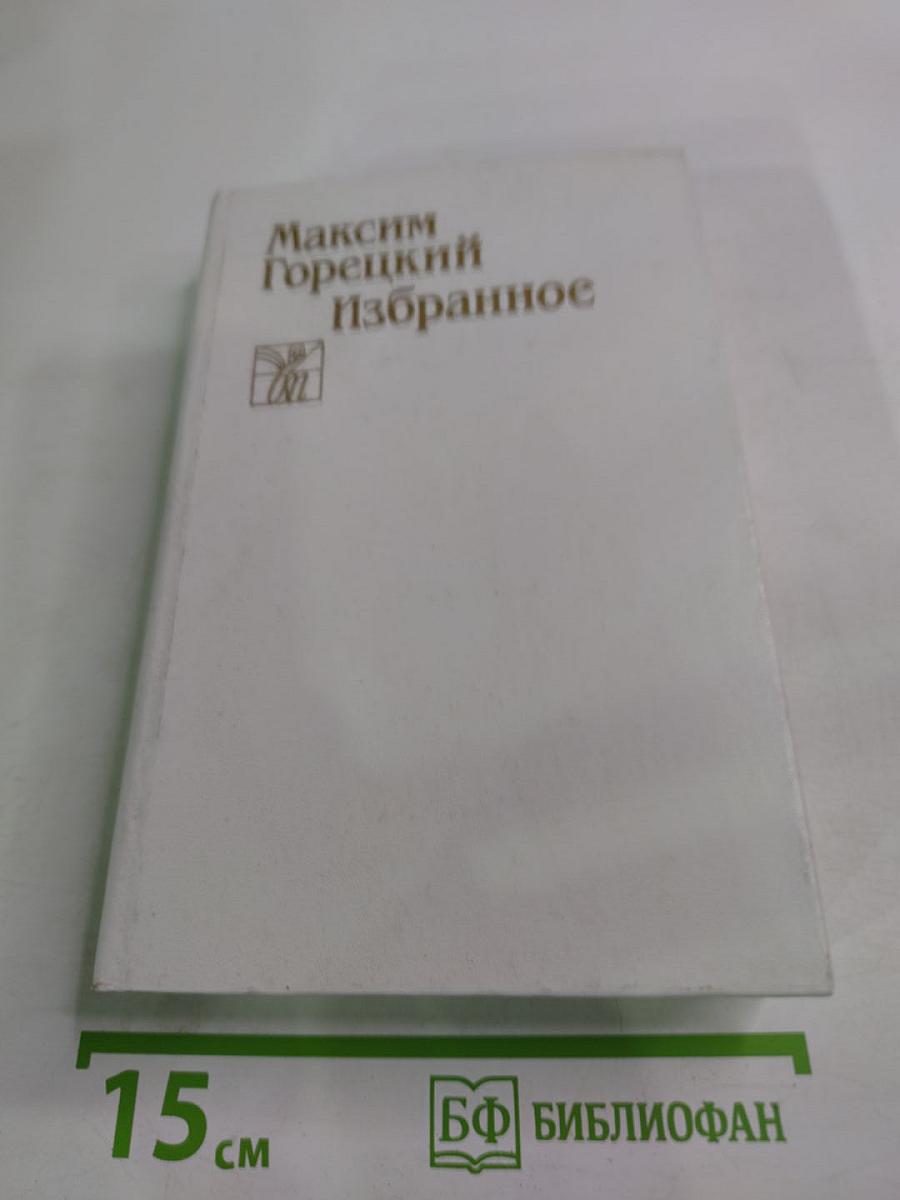 Максим
Горецкий
Избранное
15 см
БФ БИБЛИОФАН